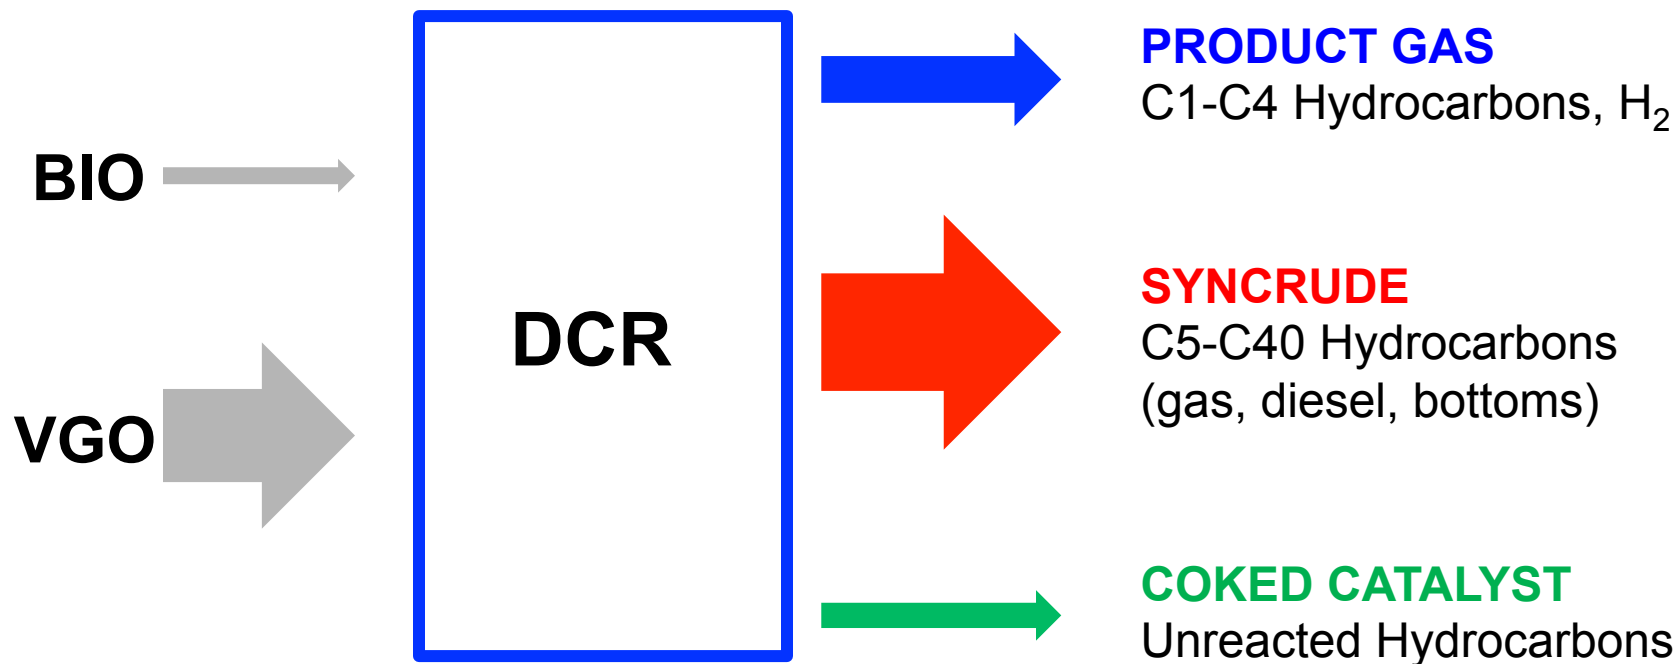 BIO
VGO
DCR
PRODUCT GAS
C1-C4 Hydrocarbons, H₂
SYNCRUDE
C5-C40 Hydrocarbons
(gas, diesel, bottoms)
COKED CATALYST
Unreacted Hydrocarbons